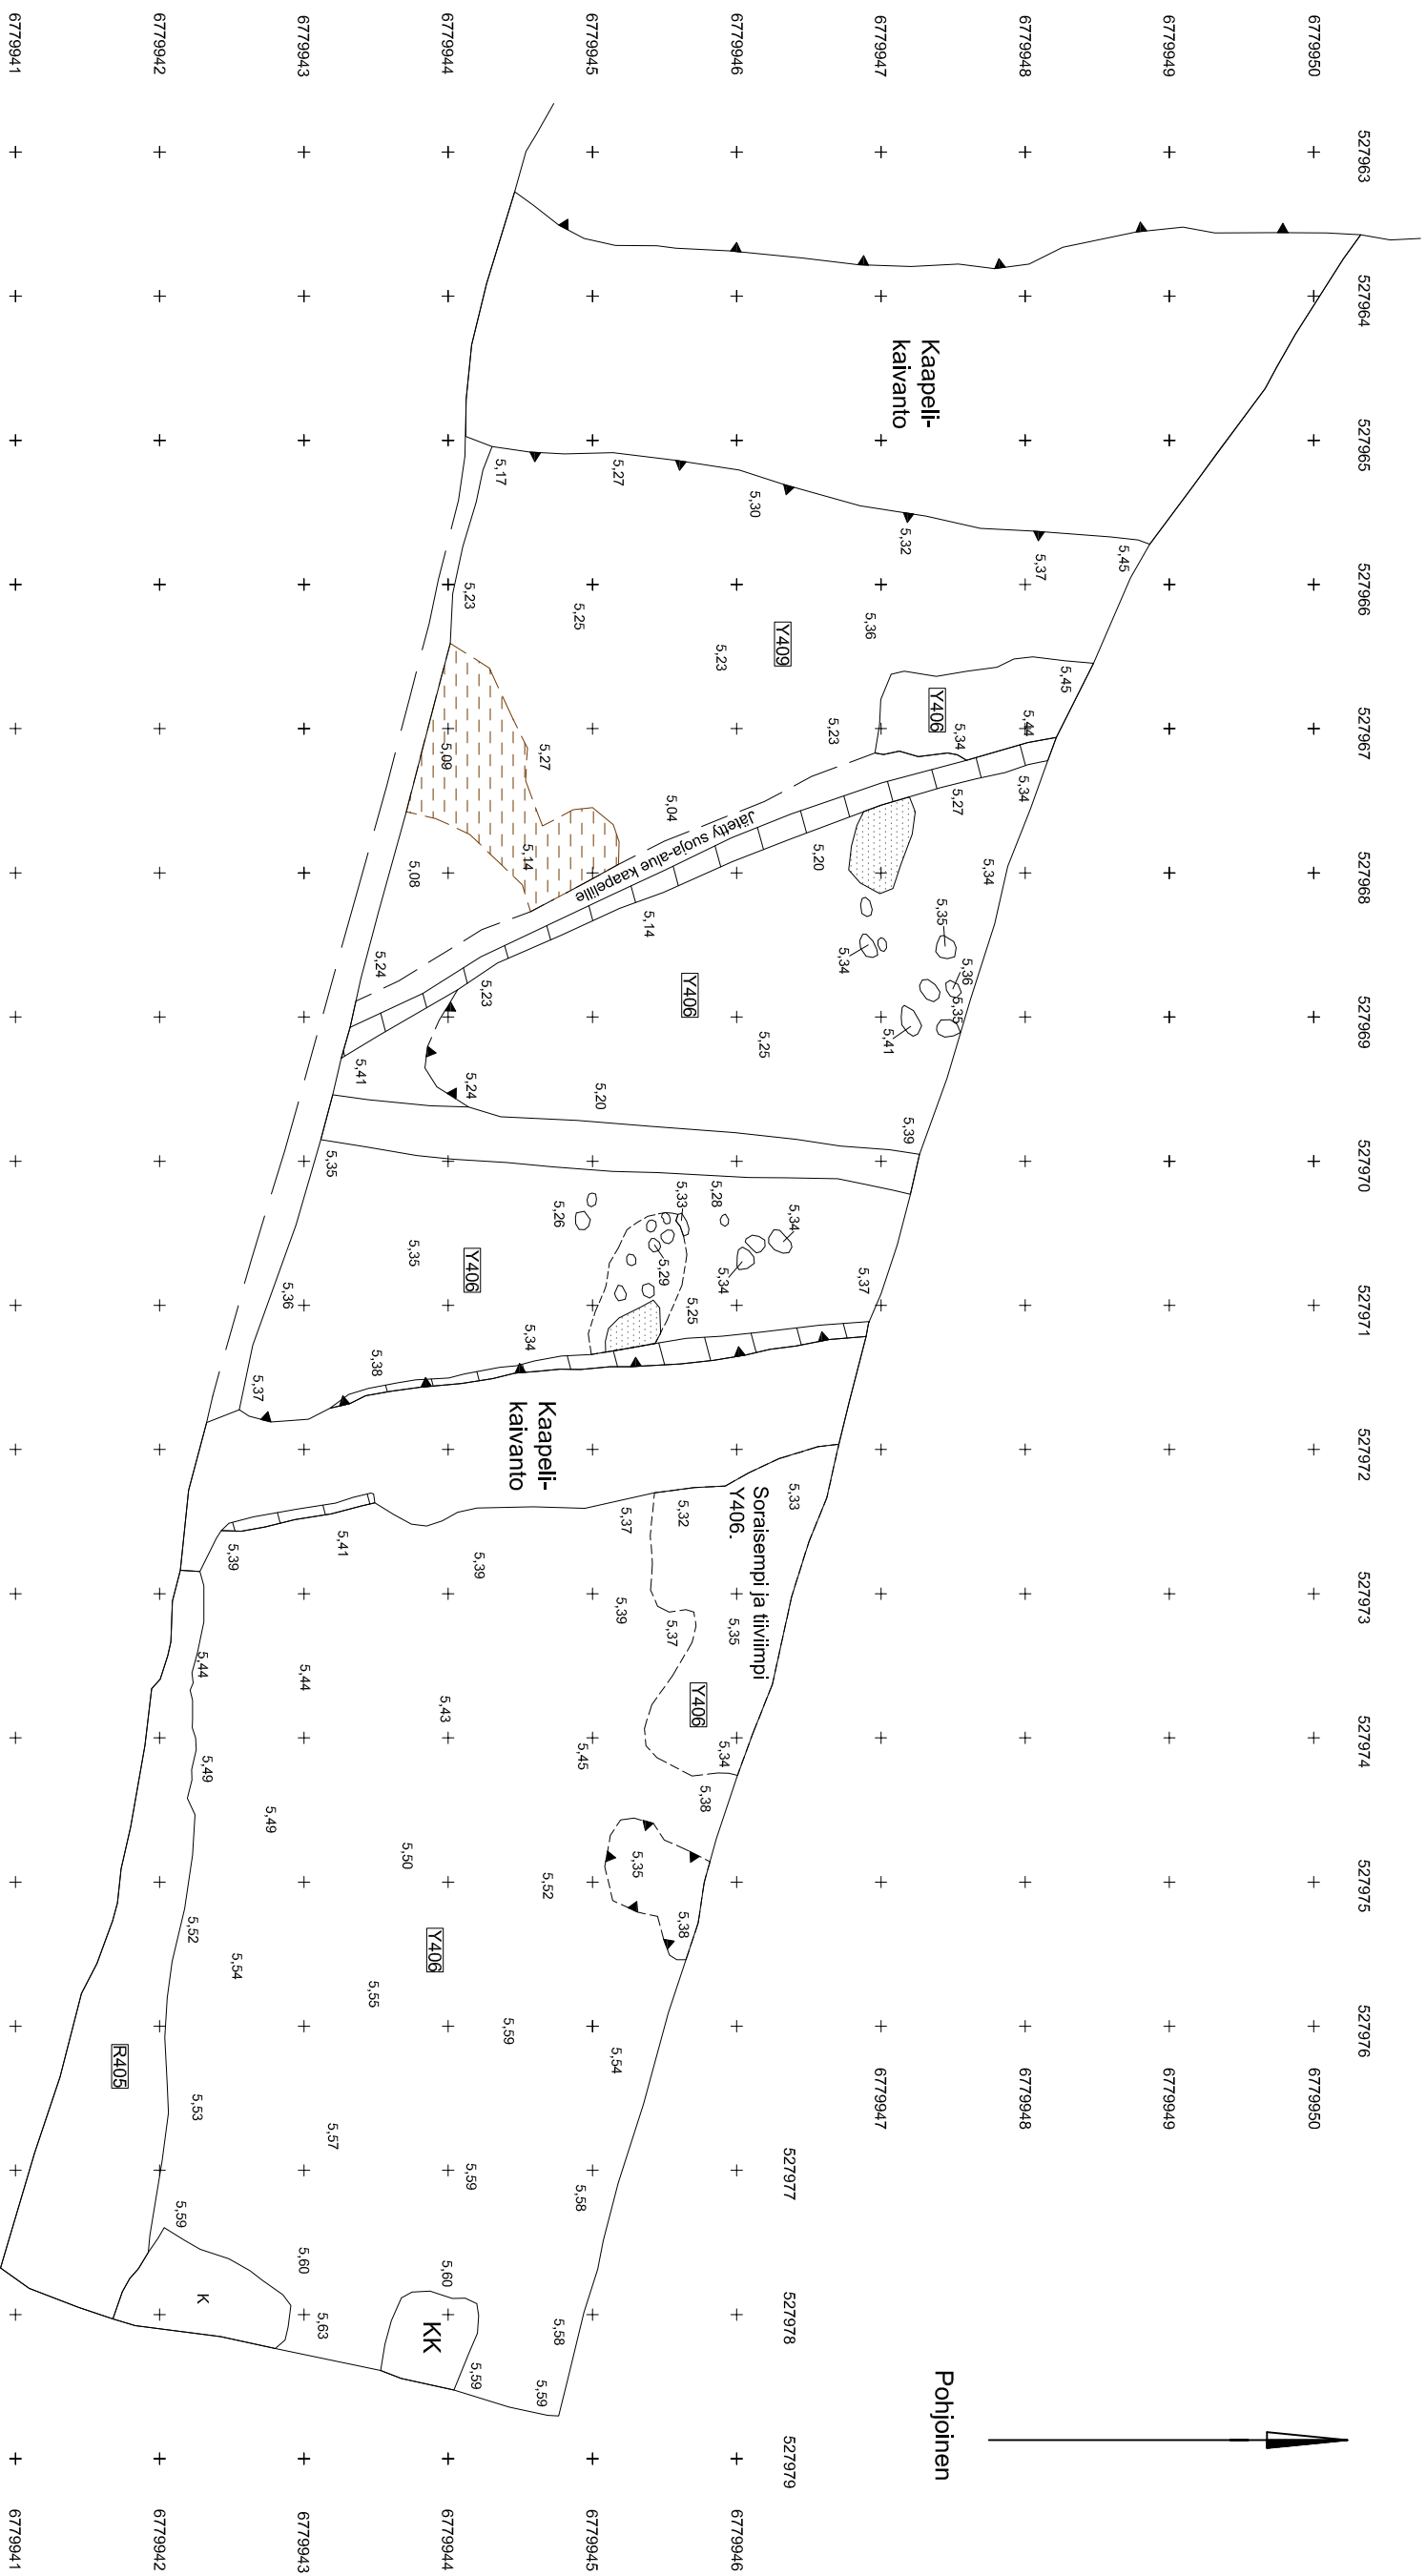 527963 527964 527965 527966 527967 527968 527969 527970 527971 527972 527973 527974 527975 527976
6779950 6779950
6779949 6779949
5,45
5,45
5,37
6779948 5,44 5,34 6779948
5,34
5,36
5,34 5,27 5,35
5,35
Pohjoinen
Y406
Kaapeli-
kaivanto
5,32 5,39
5,41
6779947 6779947
5,36 5,37
5,34
5,23 5,20
5,34 5,33
527977 527978 527979
Y409
5,25
Soraisempi ja tiiviimpi
Y406.
5,30
6779946 5,35 6779946
5,23 5,28 5,34 5,34
5,38
Y406
Y406
5,25
5,33 5,32 5,38
5,04 5,37
Jätetty suoja-alue kaapelille
5,29
5,14 5,35
5,27 5,37 5,39 5,54
5,20
6779945 6779945
5,25 5,45 5,58
5,26 5,58
5,27 5,52 5,59
Kaapeli-
kaivanto
5,14 5,34
5,17 5,59
5,23
5,39
Y406
5,23 5,24 5,59 5,59
6779944 5,09 5,43 5,60 6779944
Y406
KK
5,08 5,35 5,50
5,24 5,38 5,55
5,41 5,41
5,35 5,57
5,63
6779943 5,44 5,60 6779943
5,36
5,49
5,37
5,39 5,54
5,44 5,49
K
5,52 5,53
5,59
6779942 6779942
R405
6779941 6779941